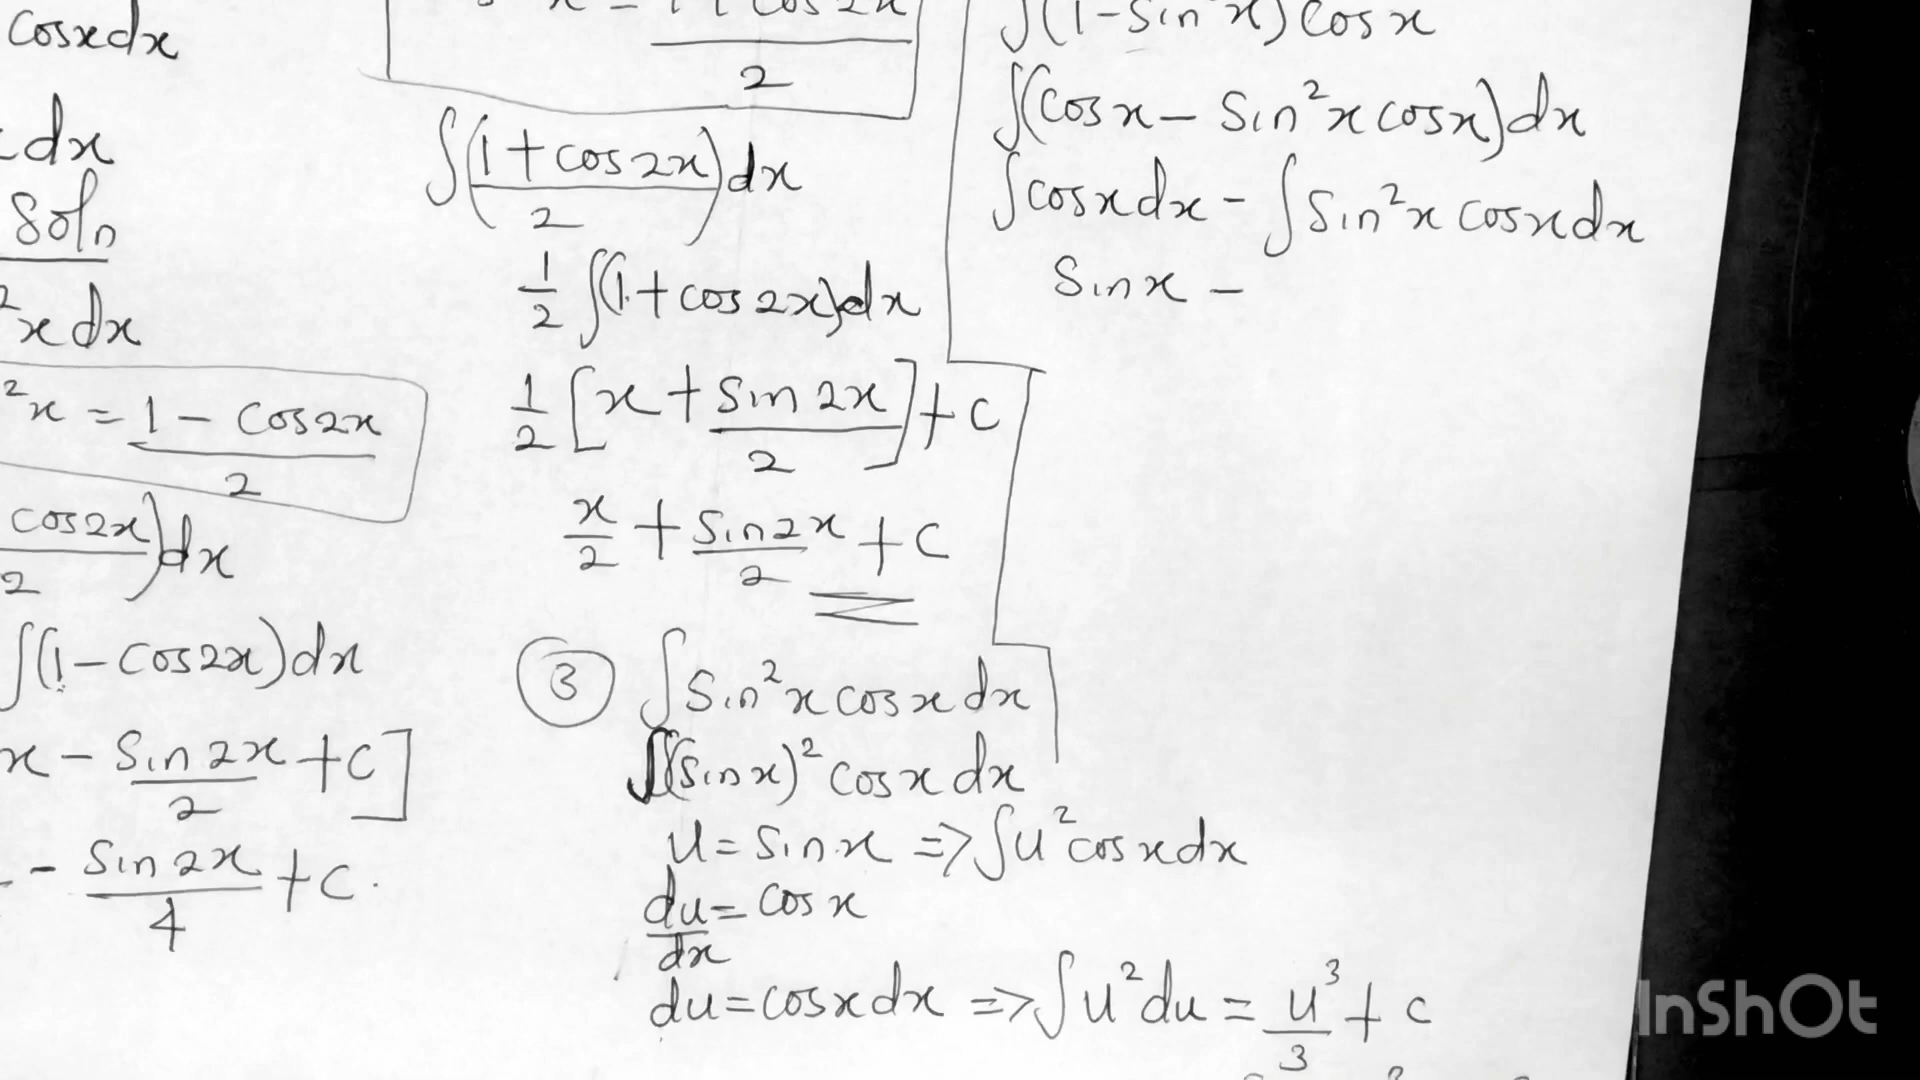 cosxdx
dx
Soln
²x dx
²x = 1 - cos2x
2
cos2x)dx
2
∫(1-cos2x)dx
x - Sin2x + C]
2
- Sin2x + C.
4
2
∫(1+cos2x)dx
2
1/2 ∫(1+cos2x)dx
1/2 [x + Sin2x/2] + C
x/2 + Sin2x/2 + C
③ ∫Sin²x cosx dx
∫(Sinx)² cosx dx
U = Sinx => ∫U² cosx dx
du/dx = cosx
du = cosx dx => ∫U² du = U³/3 + C
∫(1-Sin²x) Cosx
∫(Cosx - Sin²x cosx)dx
∫cosx dx - ∫Sin²x cosx dx
Sinx -
InShOt